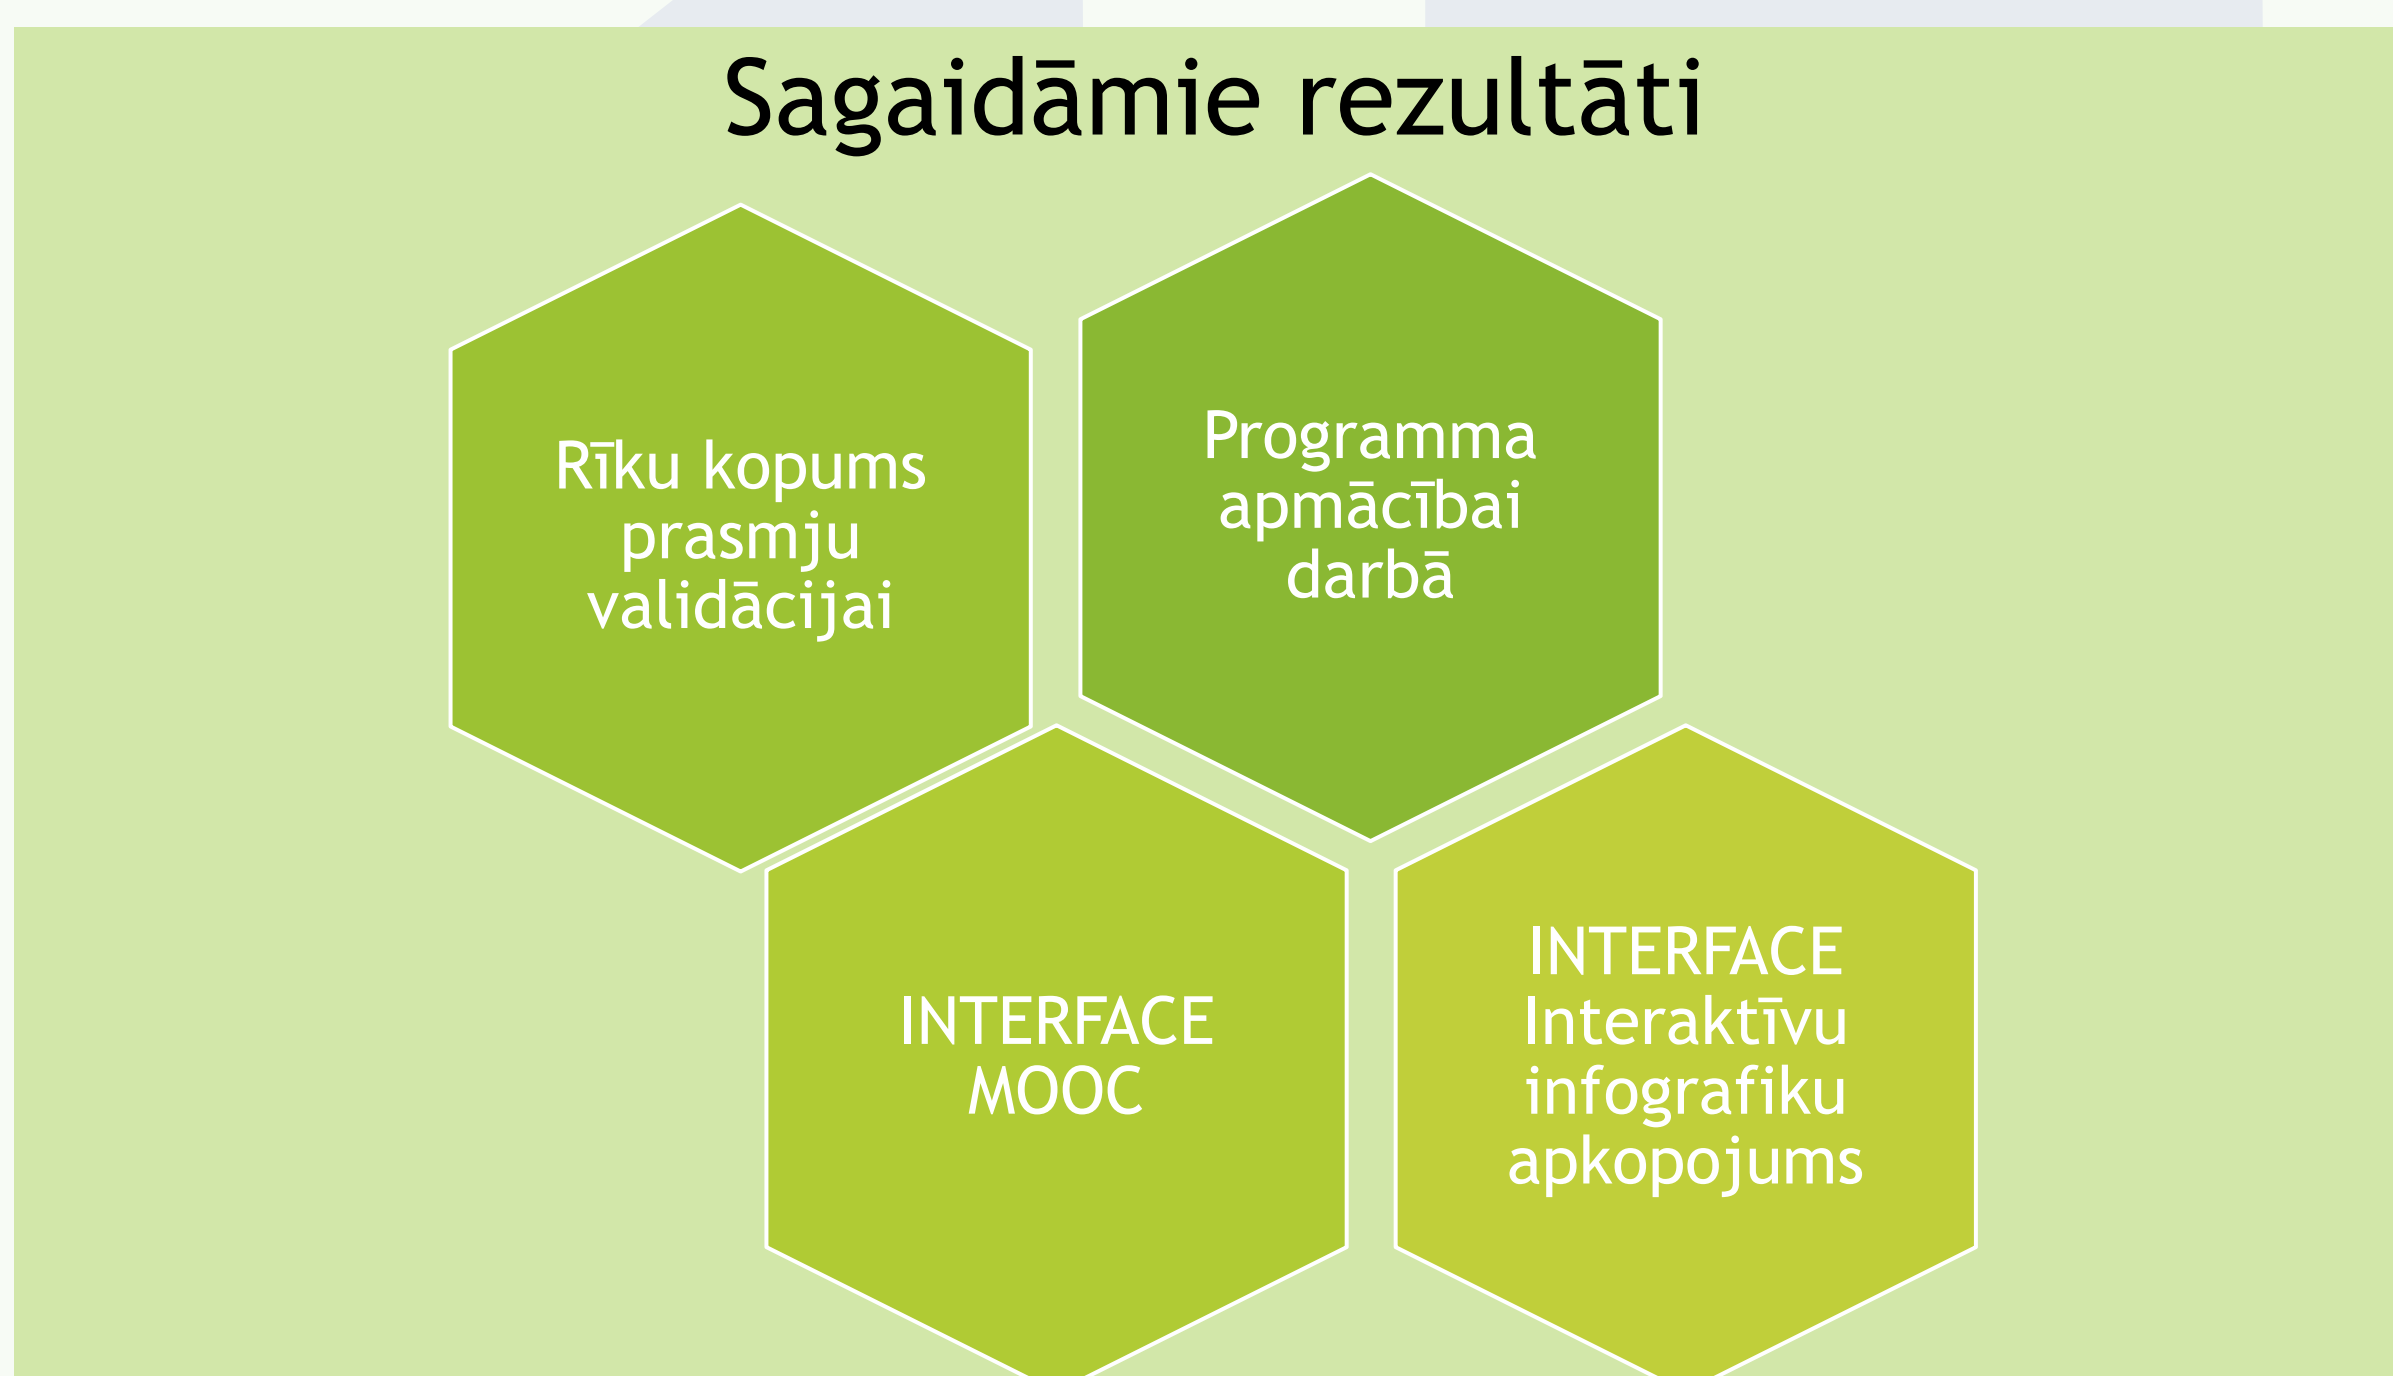 Sagaidāmie rezultāti
Rīku kopums
prasmju
validācijai
Programma
apmācībai
darbā
INTERFACE
MOOC
INTERFACE
Interaktīvu
infografiku
apkopojums